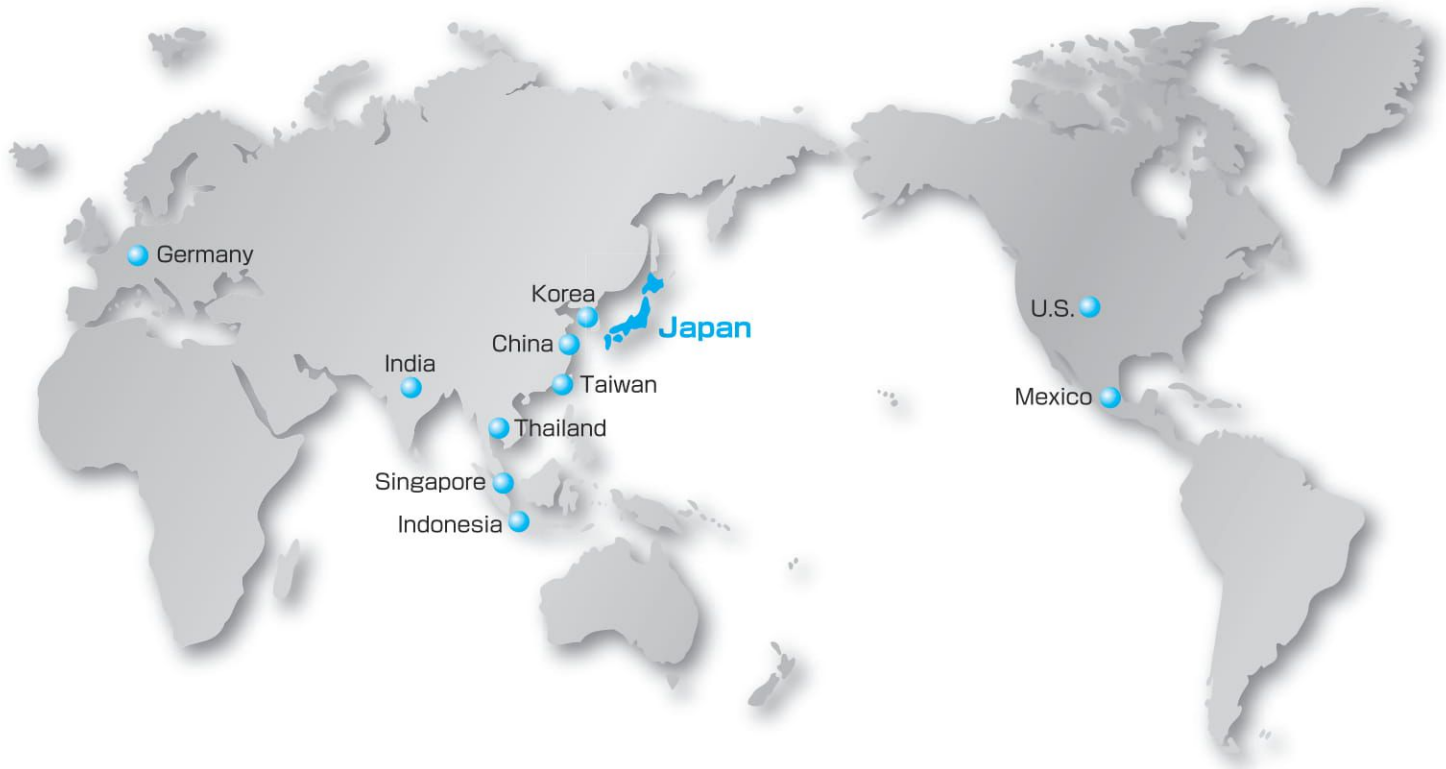 Germany
Korea
Japan
U.S.
China
India
Taiwan
Mexico
Thailand
Singapore
Indonesia